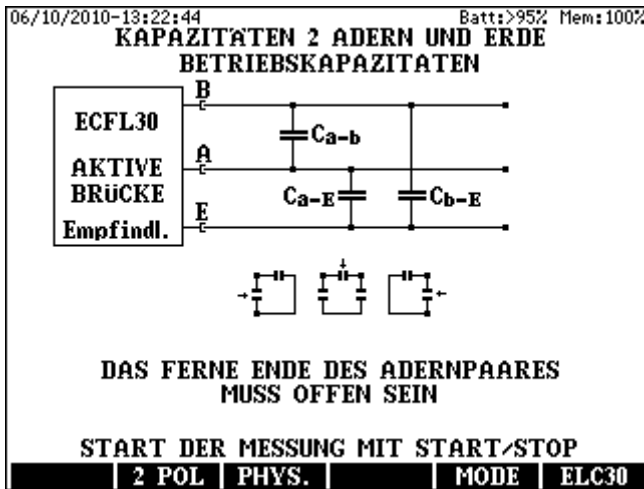 06/10/2010-13:22:44 Batt:>95% Mem:100%
KAPAZITATEN 2 ADERN UND ERDE
BETRIEBSKAPAZITATEN
B
ECFL30
Ca-b
A
AKTIVE
BRÜCKE
Ca-E
Cb-E
E
Empfindl.
DAS FERNE ENDE DES ADERNPAARES
MUSS OFFEN SEIN
START DER MESSUNG MIT START/STOP
2 POL PHYS. MODE ELC30